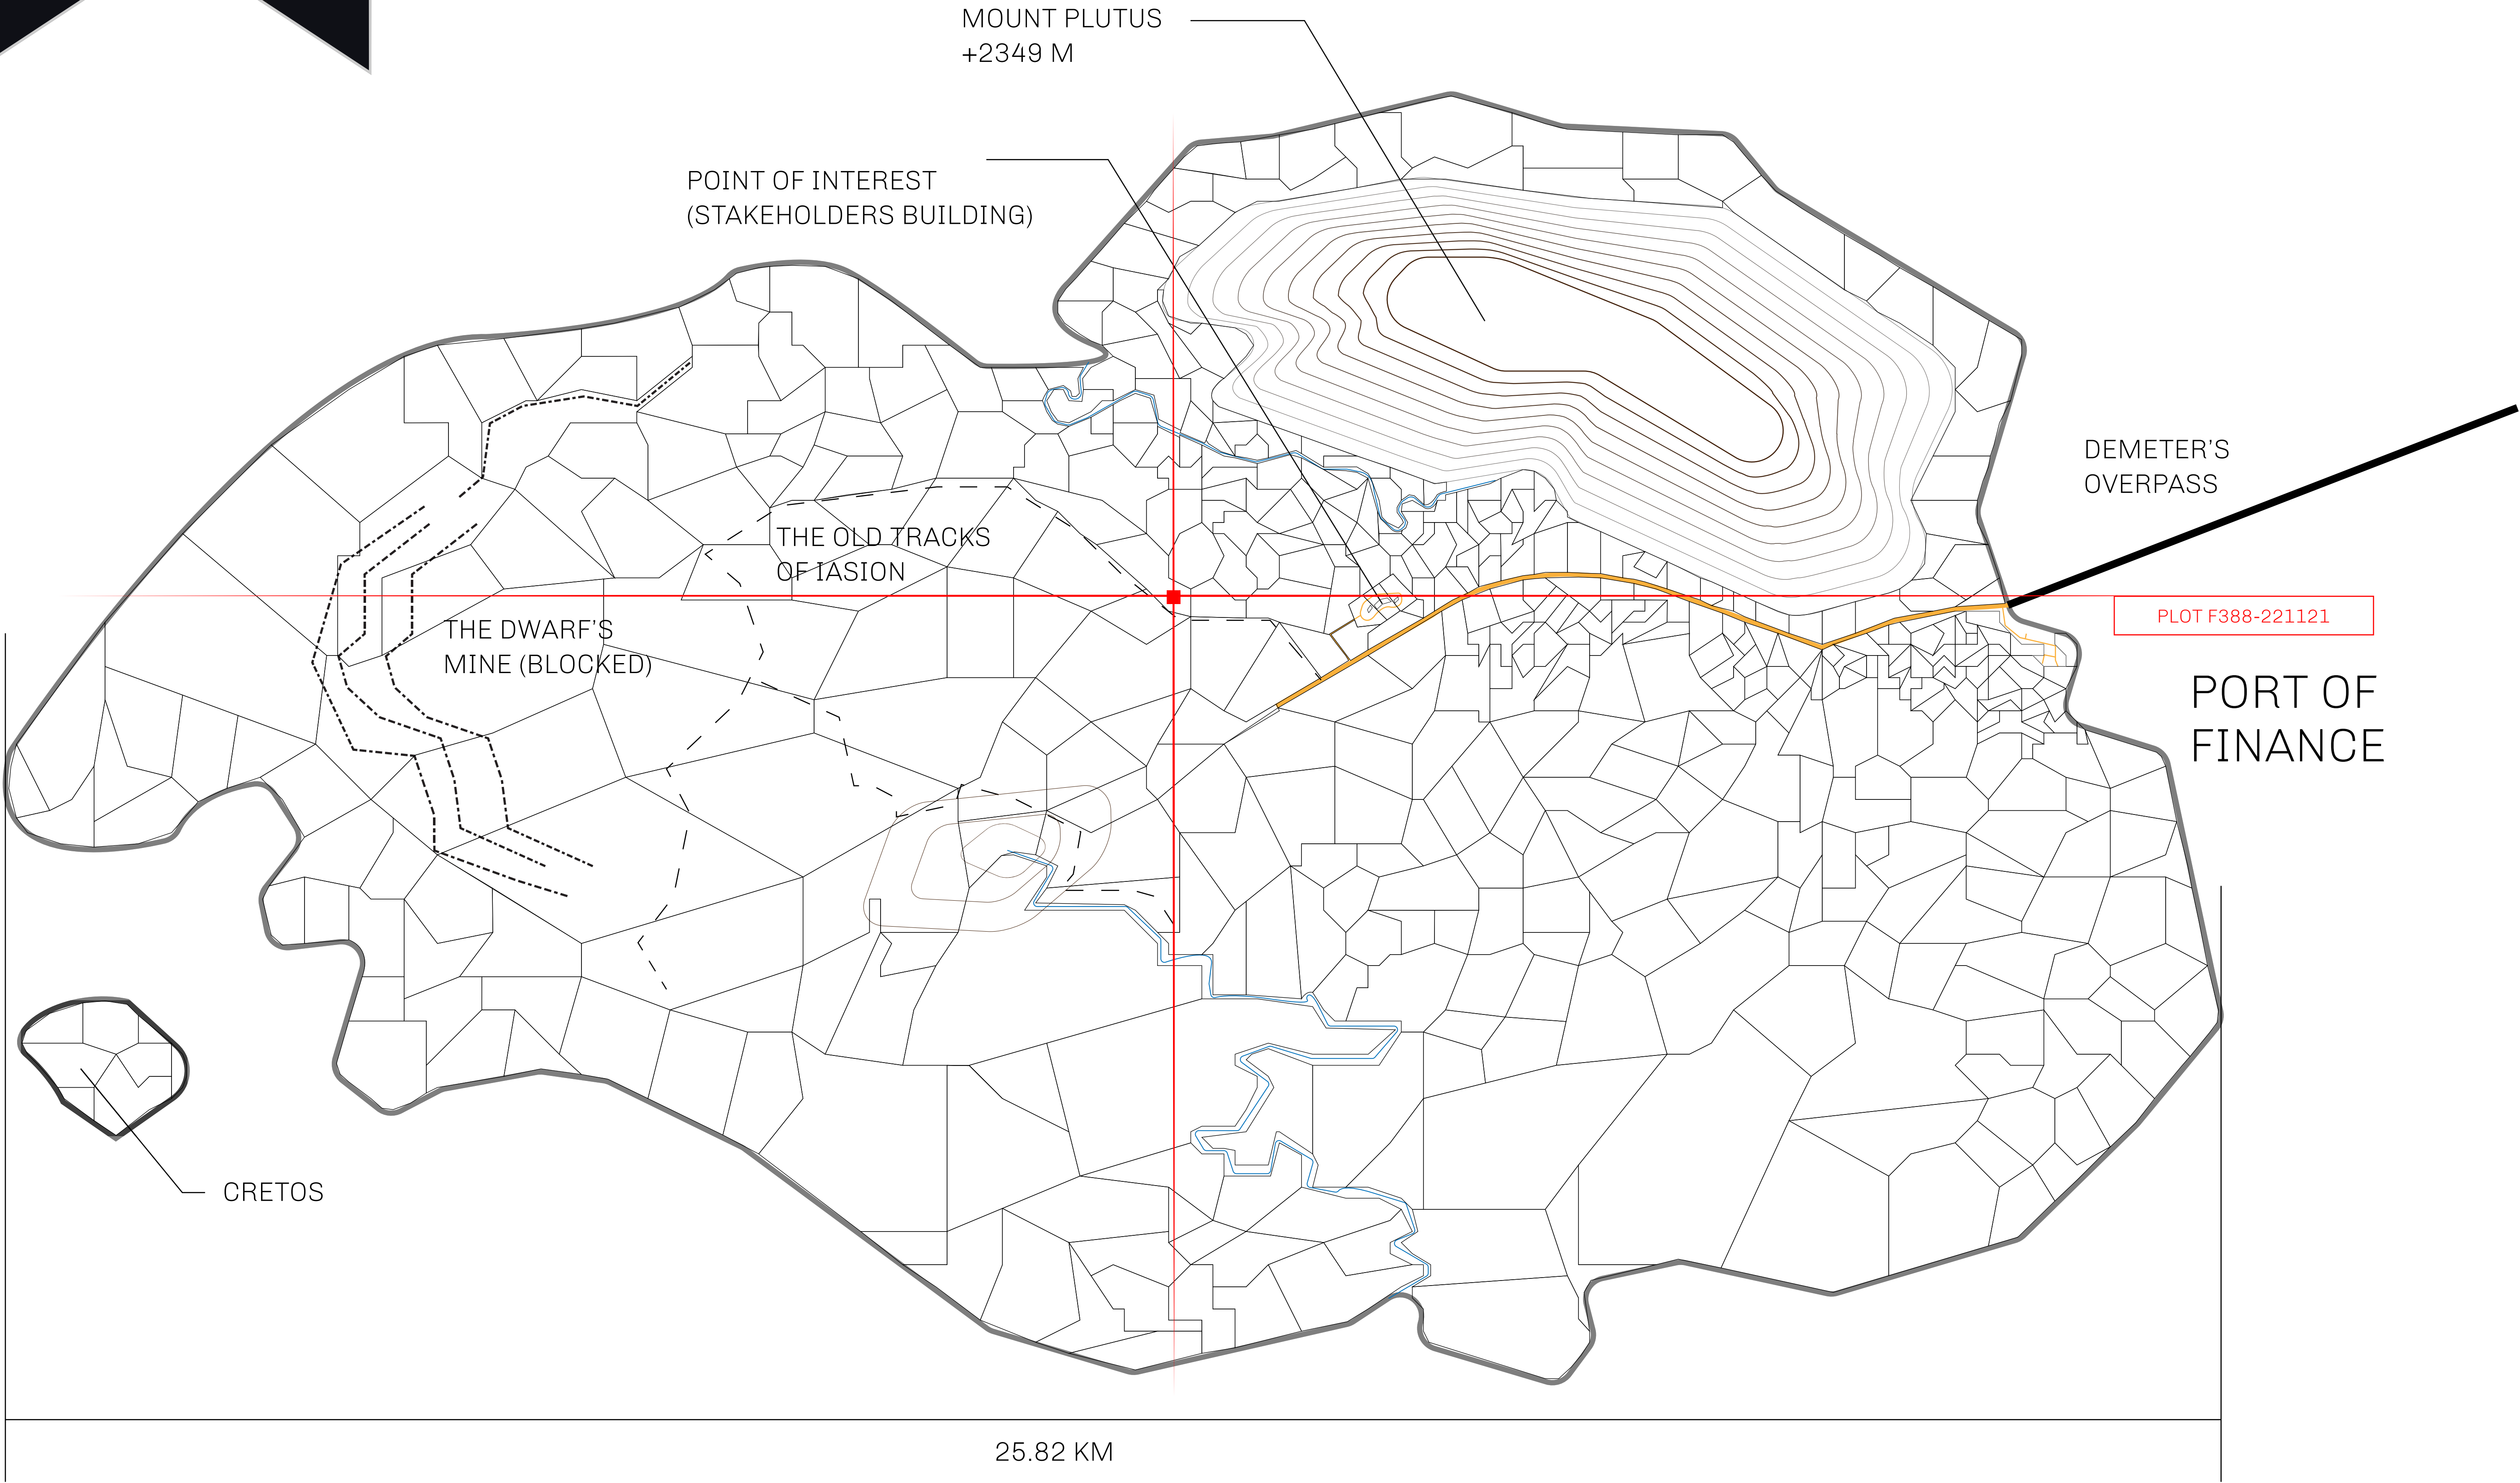 MOUNT PLUTUS
+2349 M
POINT OF INTEREST
(STAKEHOLDERS BUILDING)
DEMETER'S
OVERPASS
THE OLD TRACKS
OF IASION
PLOT F388-221121
THE DWARF'S
MINE (BLOCKED)
PORT OF
FINANCE
CRETOS
25.82 KM